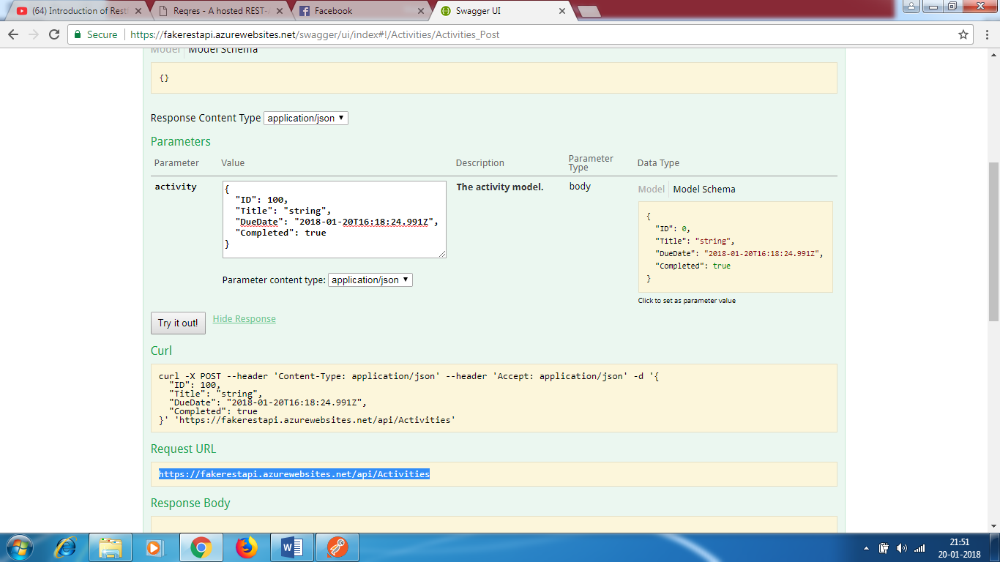 (64) Introduction of Rest
Reqres - A hosted REST-
Facebook
Swagger UI
Secure
https://fakerestapi.azurewebsites.net/swagger/ui/index#!/Activities/Activities_Post
Model Model Schema
{}
Response Content Type application/json
Parameters
Parameter Value Description Parameter Type Data Type
activity
{
"ID": 100,
"Title": "string",
"DueDate": "2018-01-20T16:18:24.991Z",
"Completed": true
}
Parameter content type: application/json
The activity model.
body
Model Model Schema
{
"ID": 0,
"Title": "string",
"DueDate": "2018-01-20T16:18:24.991Z",
"Completed": true
}
Click to set as parameter value
Try it out! Hide Response
Curl
curl -X POST --header 'Content-Type: application/json' --header 'Accept: application/json' -d '{
"ID": 100,
"Title": "string",
"DueDate": "2018-01-20T16:18:24.991Z",
"Completed": true
}' 'https://fakerestapi.azurewebsites.net/api/Activities'
Request URL
https://fakerestapi.azurewebsites.net/api/Activities
Response Body
21:51
20-01-2018